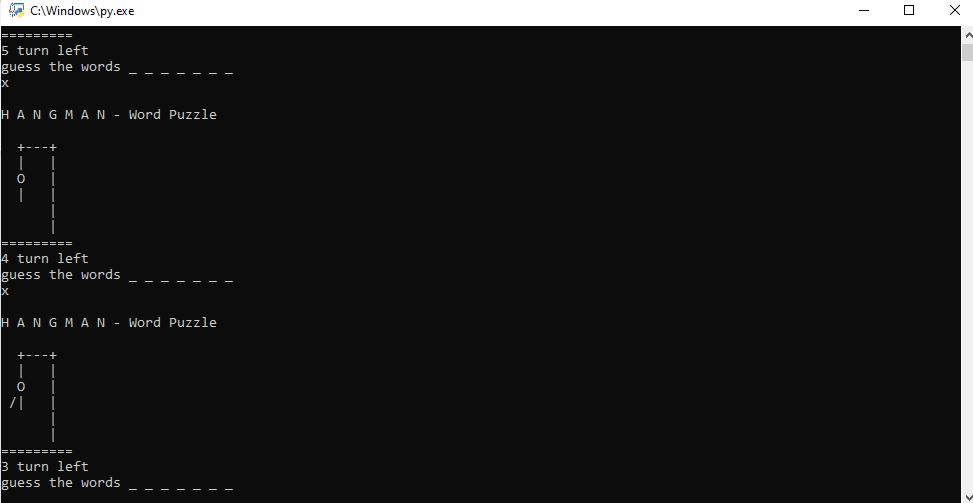 C:\Windows\py.exe
=========
5 turn left
guess the words _ _ _ _ _ _ _
x
H A N G M A N - Word Puzzle
  +---+
  |   |
  O   |
  |   |
      |
      |
=========
4 turn left
guess the words _ _ _ _ _ _ _
x
H A N G M A N - Word Puzzle
  +---+
  |   |
  O   |
 /|   |
      |
      |
=========
3 turn left
guess the words _ _ _ _ _ _ _